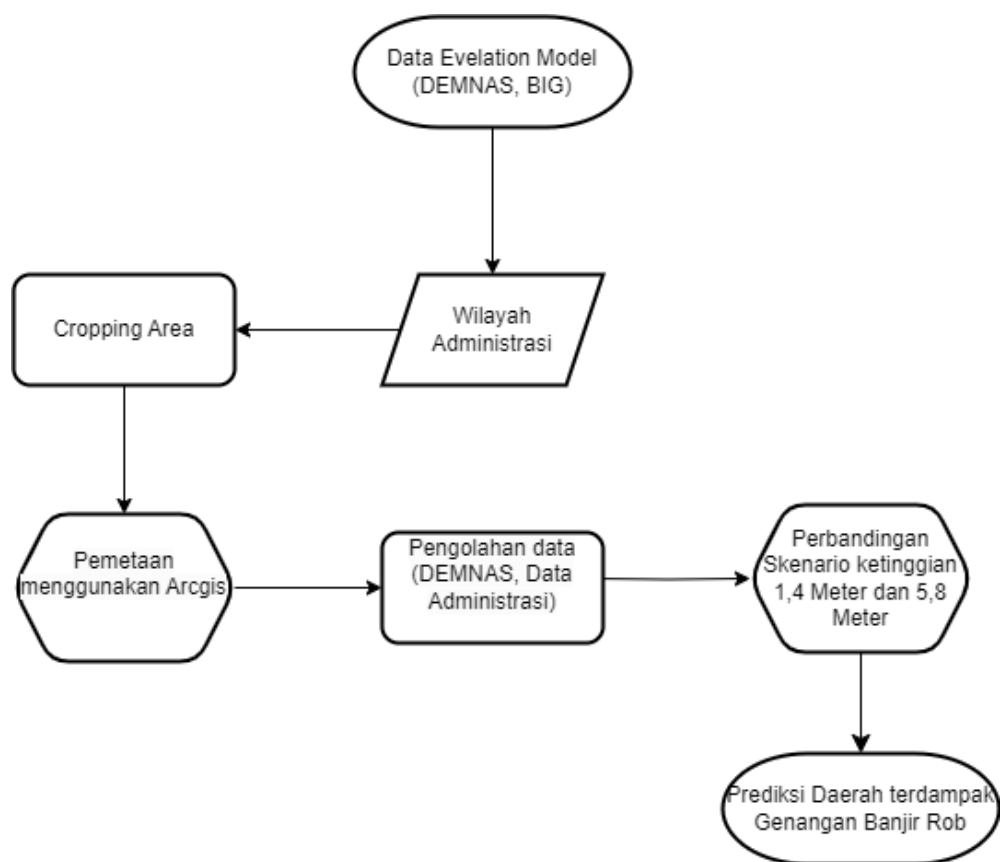 Data Evelation Model
(DEMNAS, BIG)
Wilayah
Administrasi
Cropping Area
Pemetaan
menggunakan Arcgis
Pengolahan data
(DEMNAS, Data
Administrasi)
Perbandingan
Skenario ketinggian
1,4 Meter dan 5,8
Meter
Prediksi Daerah terdampak
Genangan Banjir Rob